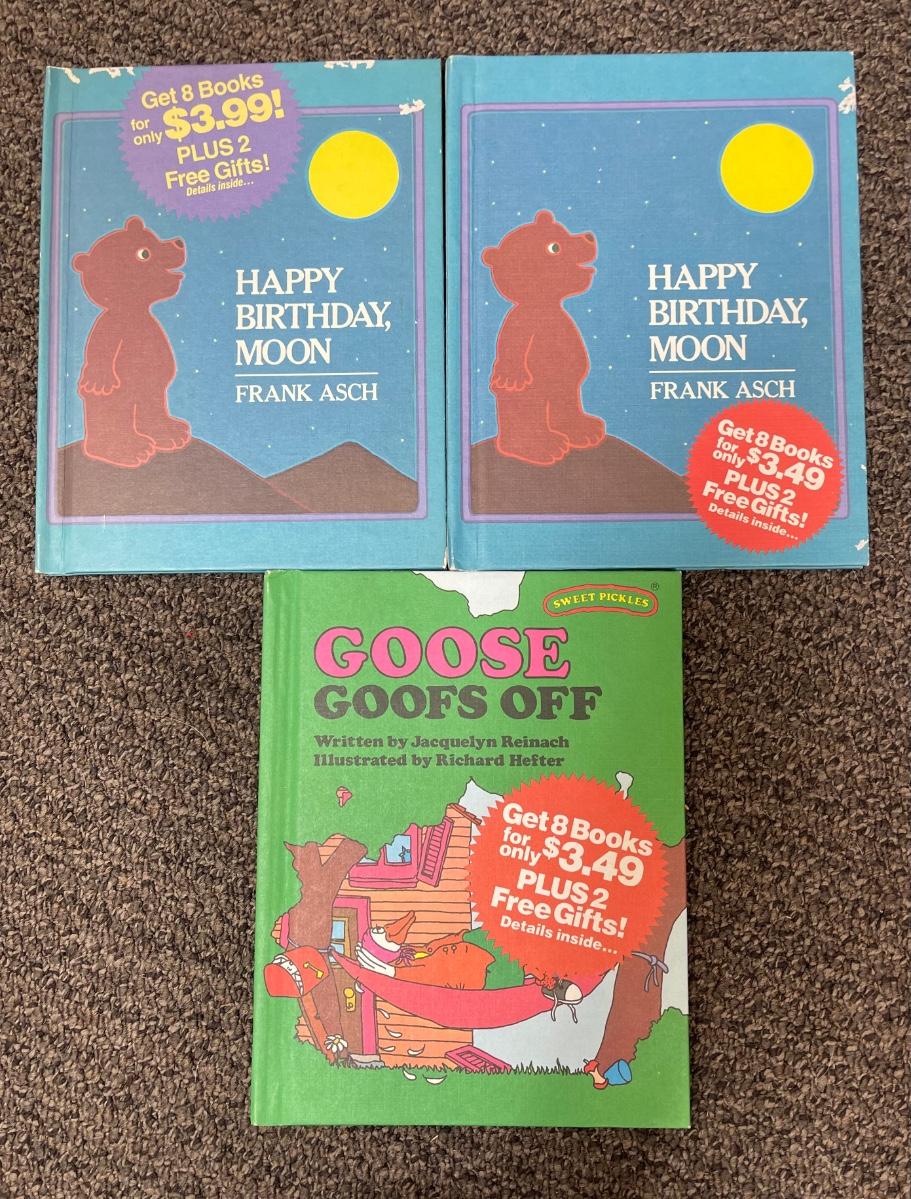 Get 8 Books
for only $3.99!
PLUS 2
Free Gifts!
Details inside...
HAPPY
BIRTHDAY,
MOON
FRANK ASCH
HAPPY
BIRTHDAY,
MOON
FRANK ASCH
Get 8 Books
for only $3.49
PLUS 2
Free Gifts!
Details inside...
SWEET PICKLES ®
GOOSE
GOOFS OFF
Written by Jacquelyn Reinach
Illustrated by Richard Hefter
Get 8 Books
for only $3.49
PLUS 2
Free Gifts!
Details inside...